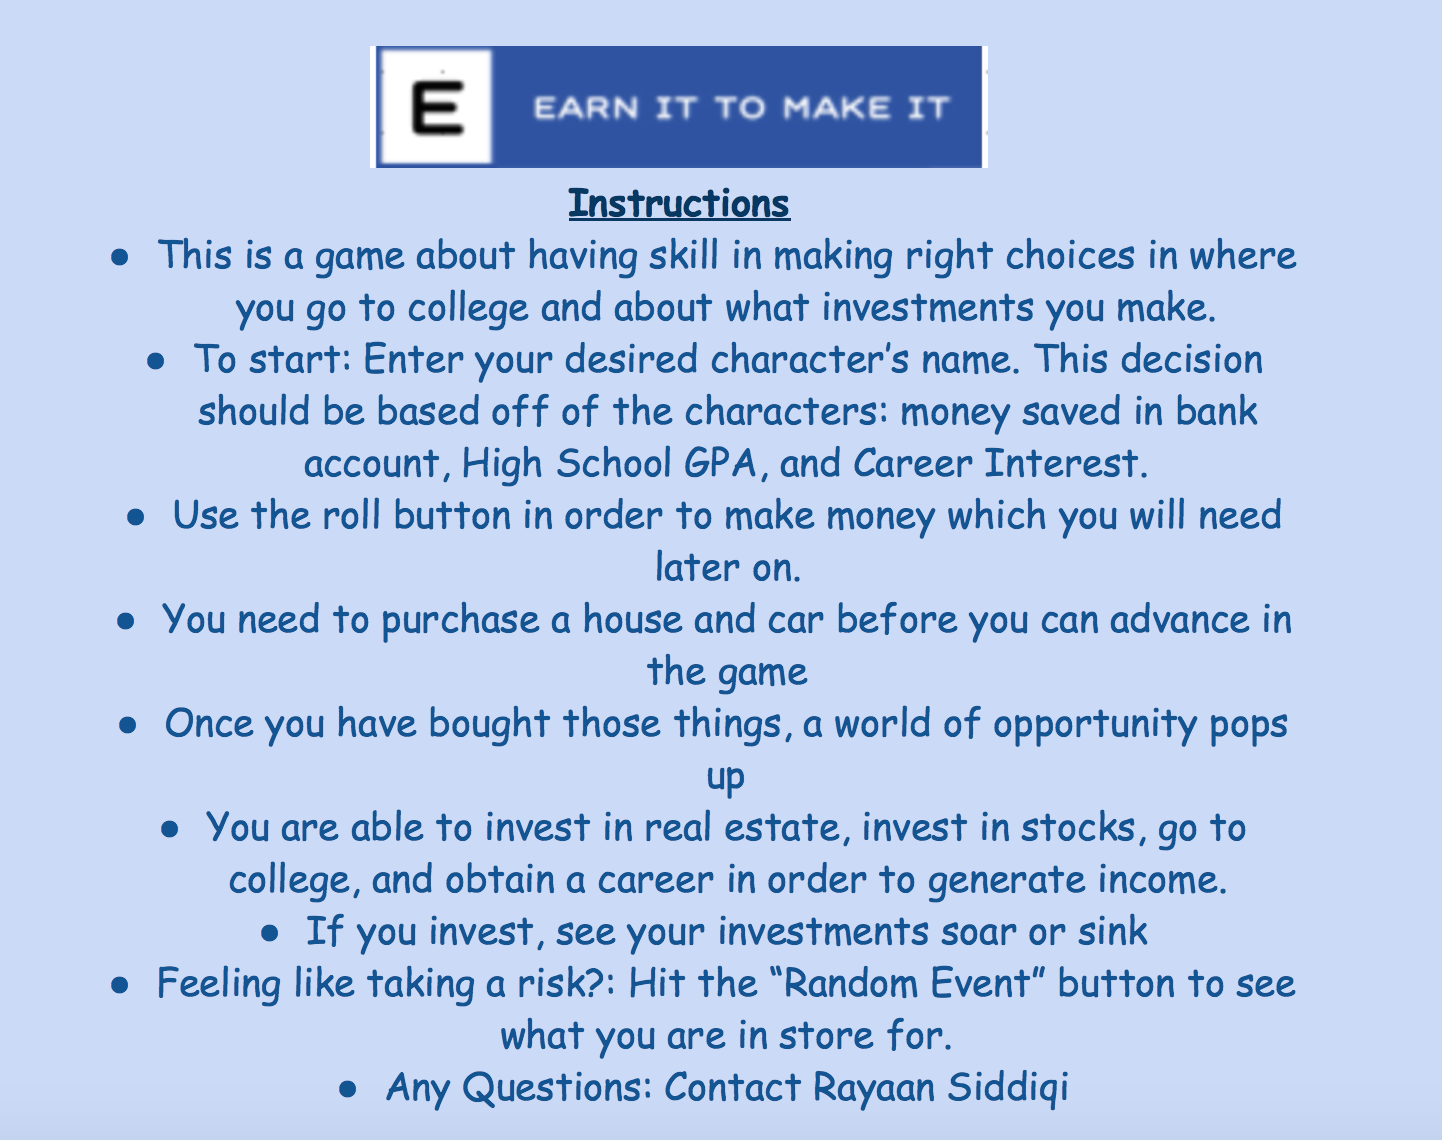 E EARN IT TO MAKE IT
Instructions
● This is a game about having skill in making right choices in where
you go to college and about what investments you make.
● To start: Enter your desired character’s name. This decision
should be based off of the characters: money saved in bank
account, High School GPA, and Career Interest.
● Use the roll button in order to make money which you will need
later on.
● You need to purchase a house and car before you can advance in
the game
● Once you have bought those things, a world of opportunity pops
up
● You are able to invest in real estate, invest in stocks, go to
college, and obtain a career in order to generate income.
● If you invest, see your investments soar or sink
● Feeling like taking a risk?: Hit the “Random Event” button to see
what you are in store for.
● Any Questions: Contact Rayaan Siddiqi